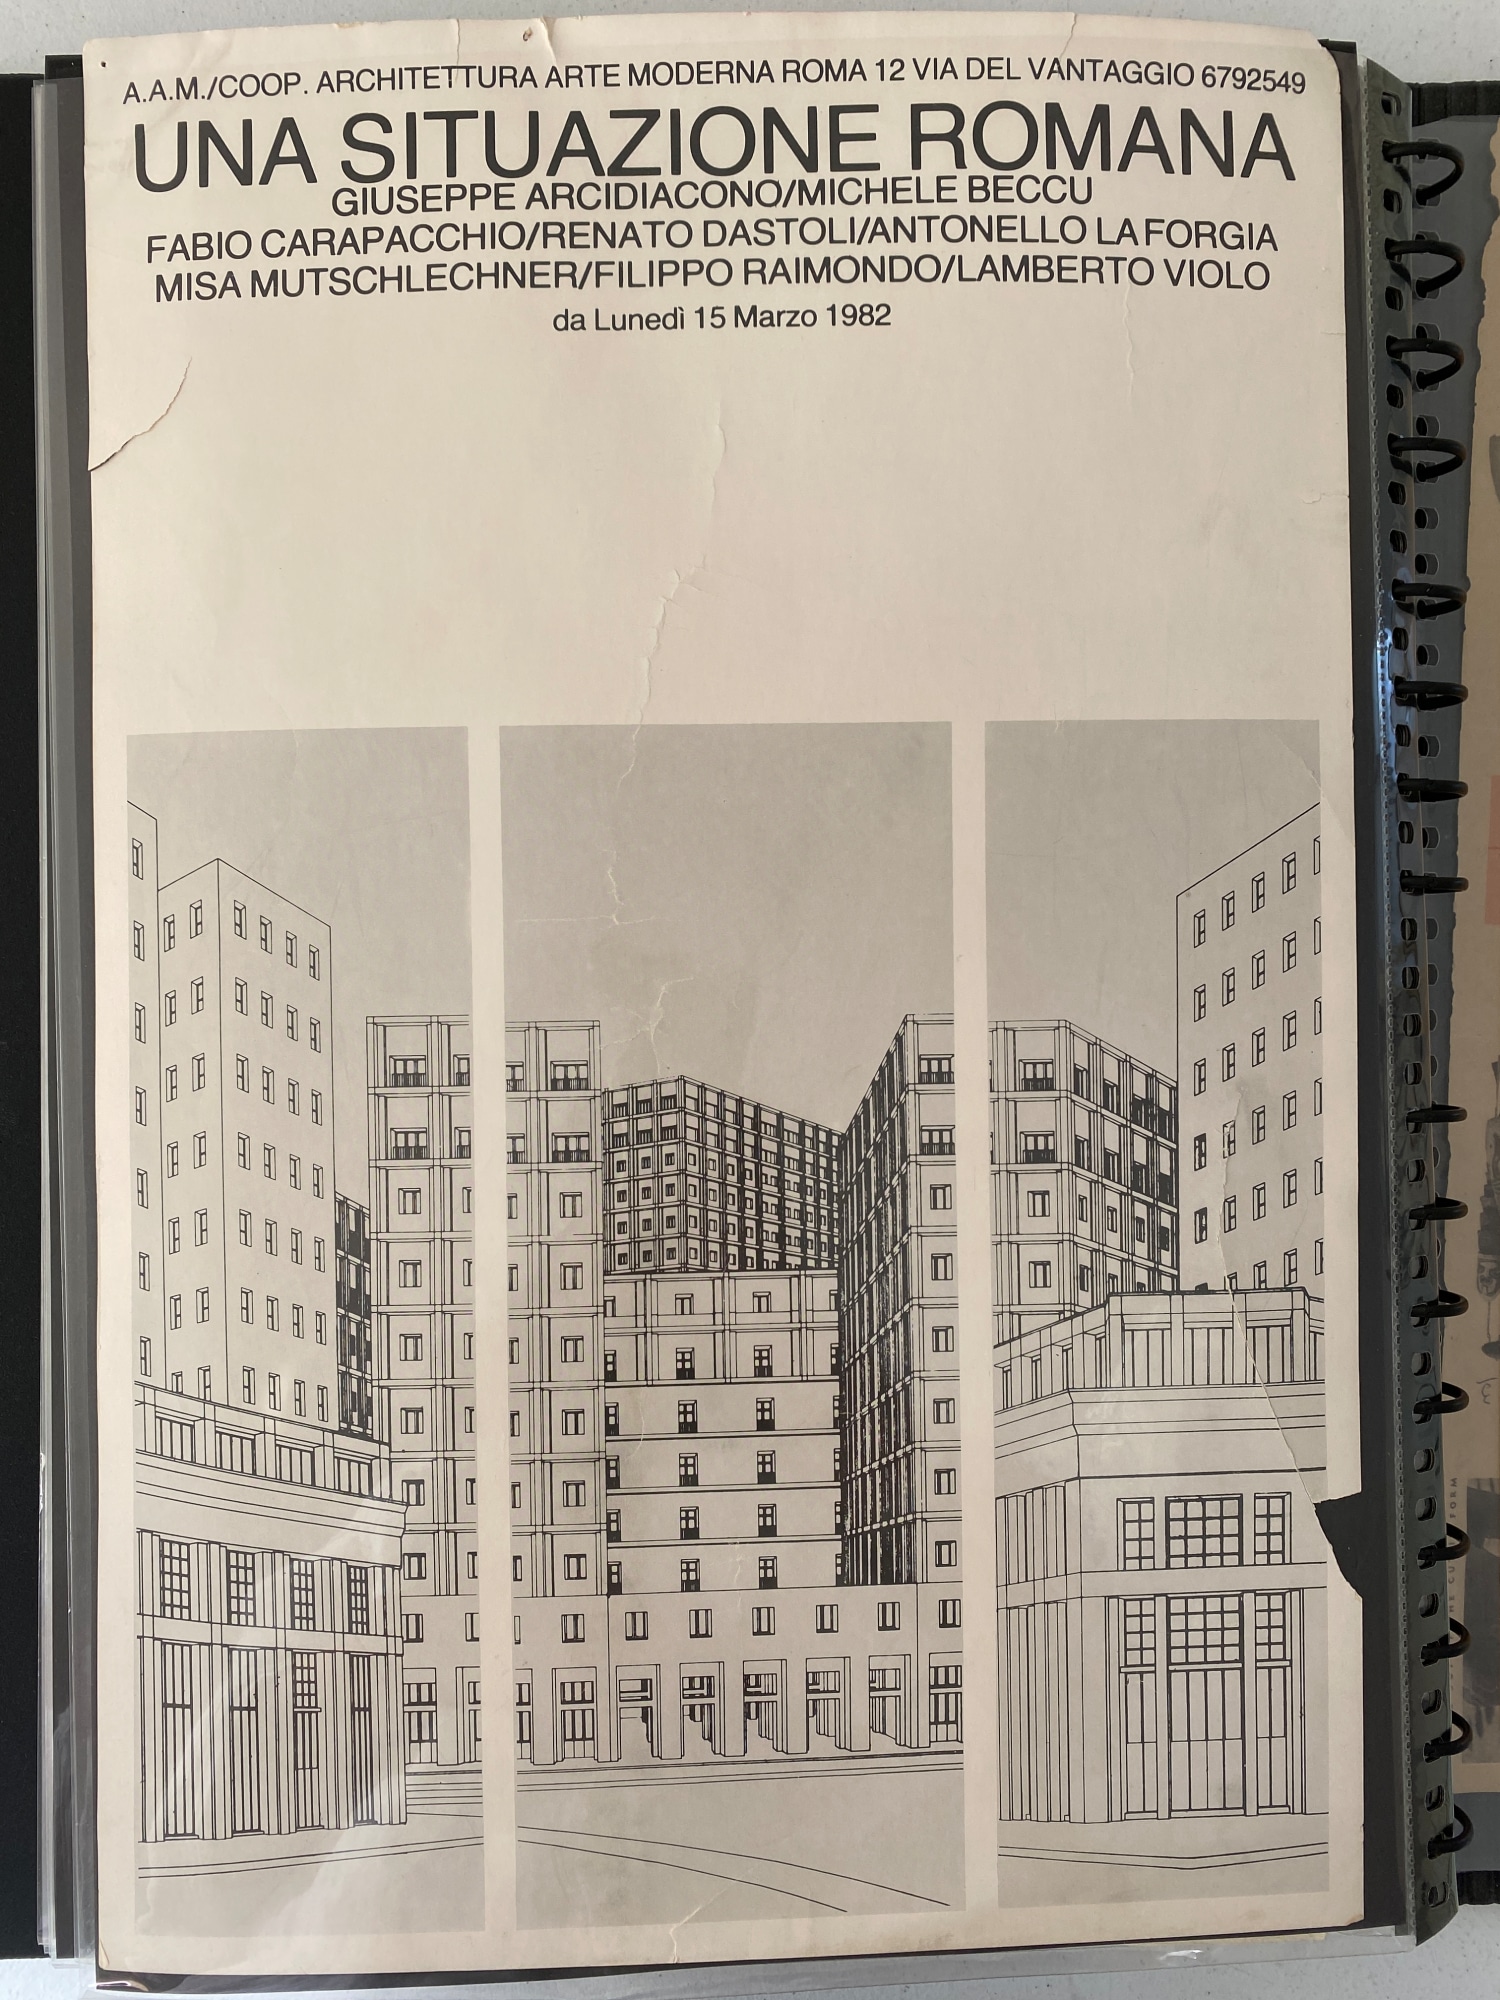 A.A.M./COOP. ARCHITETTURA ARTE MODERNA ROMA 12 VIA DEL VANTAGGIO 6792549
UNA SITUAZIONE ROMANA
GIUSEPPE ARCIDIACONO/MICHELE BECCU
FABIO CARAPACCHIO/RENATO DASTOLI/ANTONELLO LA FORGIA
MISA MUTSCHLECHNER/FILIPPO RAIMONDO/LAMBERTO VIOLO
da Lunedì 15 Marzo 1982